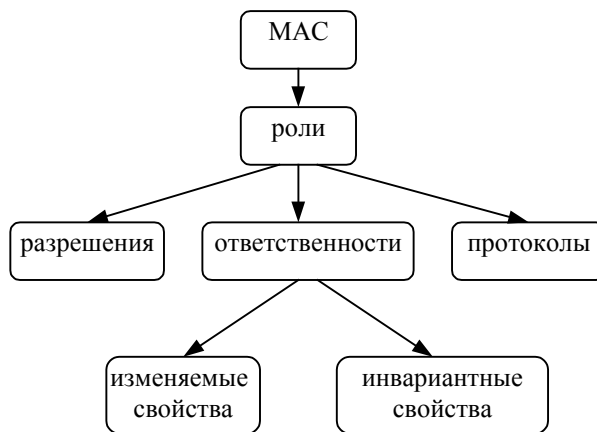 МАС
роли
разрешения
ответственности
протоколы
изменяемые
свойства
инвариантные
свойства